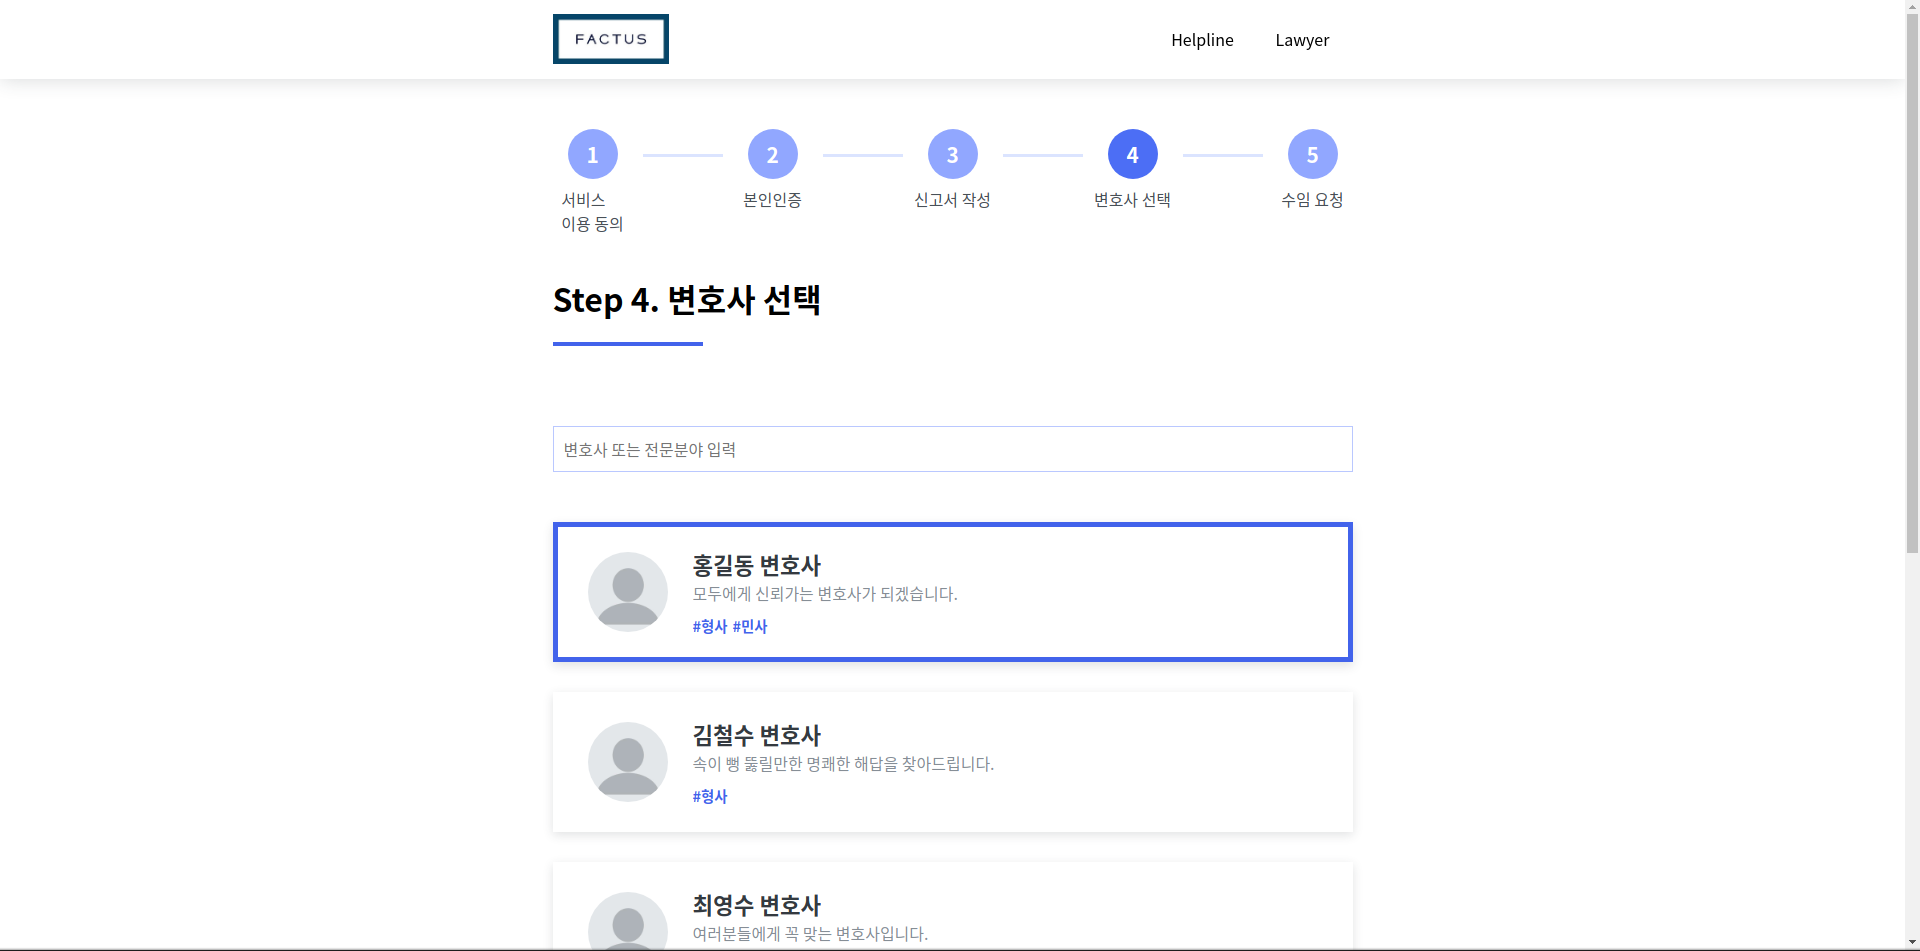 FACTUS
Helpline
Lawyer
1
2
3
4
5
서비스
이용 동의
본인인증
신고서 작성
변호사 선택
수임 요청
Step 4. 변호사 선택
변호사 또는 전문분야 입력
홍길동 변호사
모두에게 신뢰가는 변호사가 되겠습니다.
#형사 #민사
김철수 변호사
속이 뻥 뚫릴만한 명쾌한 해답을 찾아드립니다.
#형사
최영수 변호사
여러분들에게 꼭 맞는 변호사입니다.